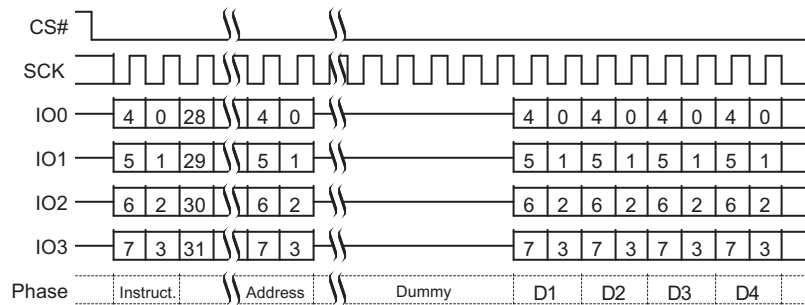 CS#
SCK
IO0 4 0 28 4 0 4 0 4 0 4 0 4 0
IO1 5 1 29 5 1 5 1 5 1 5 1 5 1
IO2 6 2 30 6 2 6 2 6 2 6 2 6 2
IO3 7 3 31 7 3 7 3 7 3 7 3 7 3
Phase Instruct. Address Dummy D1 D2 D3 D4